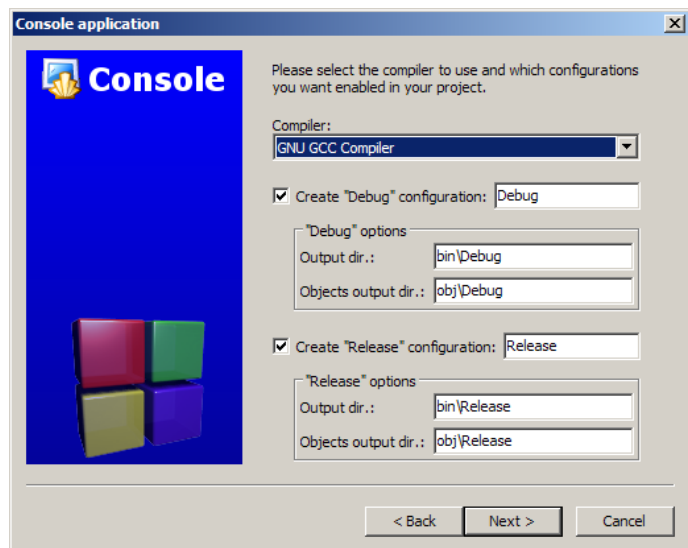 Console application
Console
Please select the compiler to use and which configurations
you want enabled in your project.
Compiler:
GNU GCC Compiler
Create "Debug" configuration: Debug
"Debug" options
Output dir.: bin\Debug
Objects output dir.: obj\Debug
Create "Release" configuration: Release
"Release" options
Output dir.: bin\Release
Objects output dir.: obj\Release
< Back Next > Cancel